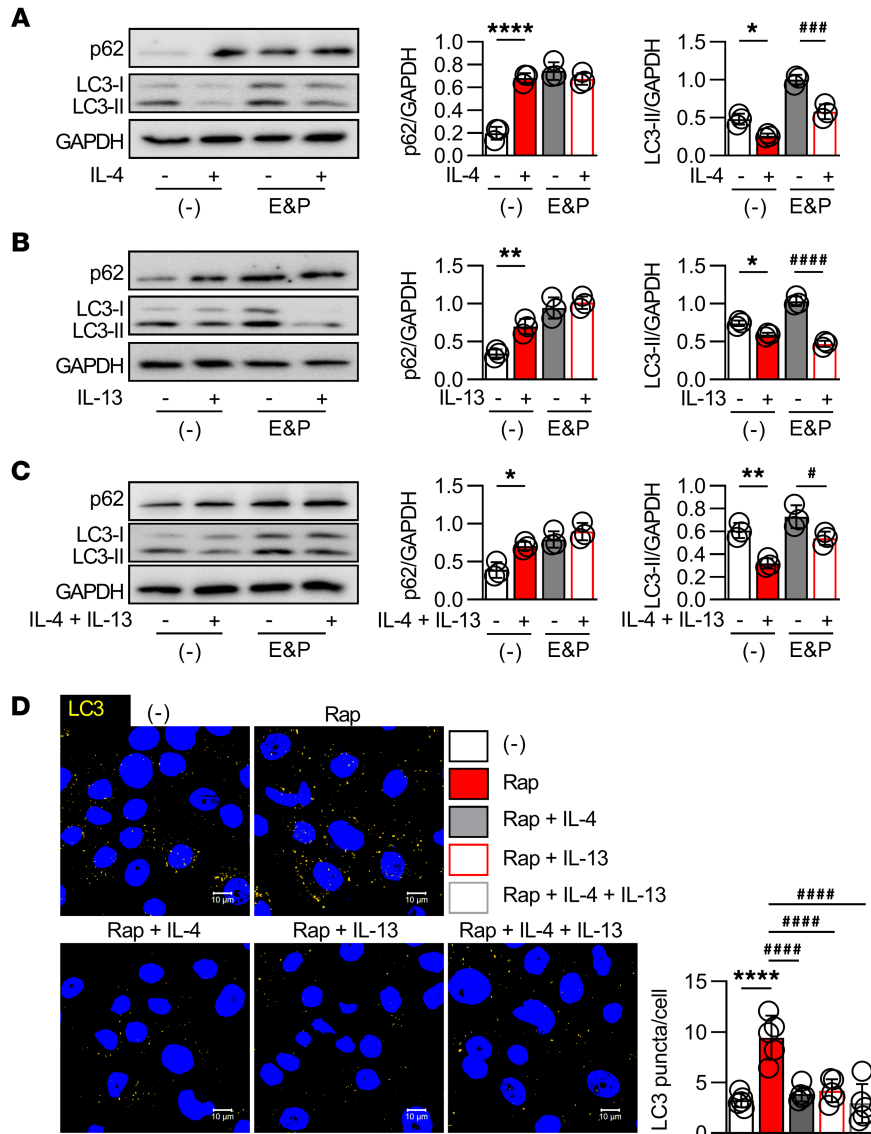 A
p62
LC3-I
LC3-II
GAPDH
IL-4 - + - +
(-) E&P
p62/GAPDH
1.0
0.8
0.6
0.4
0.2
0.0
****
IL-4 - + - +
(-) E&P
LC3-II/GAPDH
1.5
1.0
0.5
0.0
* ###
IL-4 - + - +
(-) E&P
B
p62
LC3-I
LC3-II
GAPDH
IL-13 - + - +
(-) E&P
p62/GAPDH
1.5
1.0
0.5
0.0
**
IL-13 - + - +
(-) E&P
LC3-II/GAPDH
1.5
1.0
0.5
0.0
* ####
IL-13 - + - +
(-) E&P
C
p62
LC3-I
LC3-II
GAPDH
IL-4 + IL-13 - + - +
(-) E&P
p62/GAPDH
1.5
1.0
0.5
0.0
*
IL-4 + IL-13 - + - +
(-) E&P
LC3-II/GAPDH
1.0
0.8
0.6
0.4
0.2
0.0
** #
IL-4 + IL-13 - + - +
(-) E&P
D
LC3 (-) Rap
10 µm 10 µm
Rap + IL-4 Rap + IL-13 Rap + IL-4 + IL-13
10 µm 10 µm 10 µm
(-)
Rap
Rap + IL-4
Rap + IL-13
Rap + IL-4 + IL-13
LC3 puncta/cell
15
10
5
0
####
####
####
****